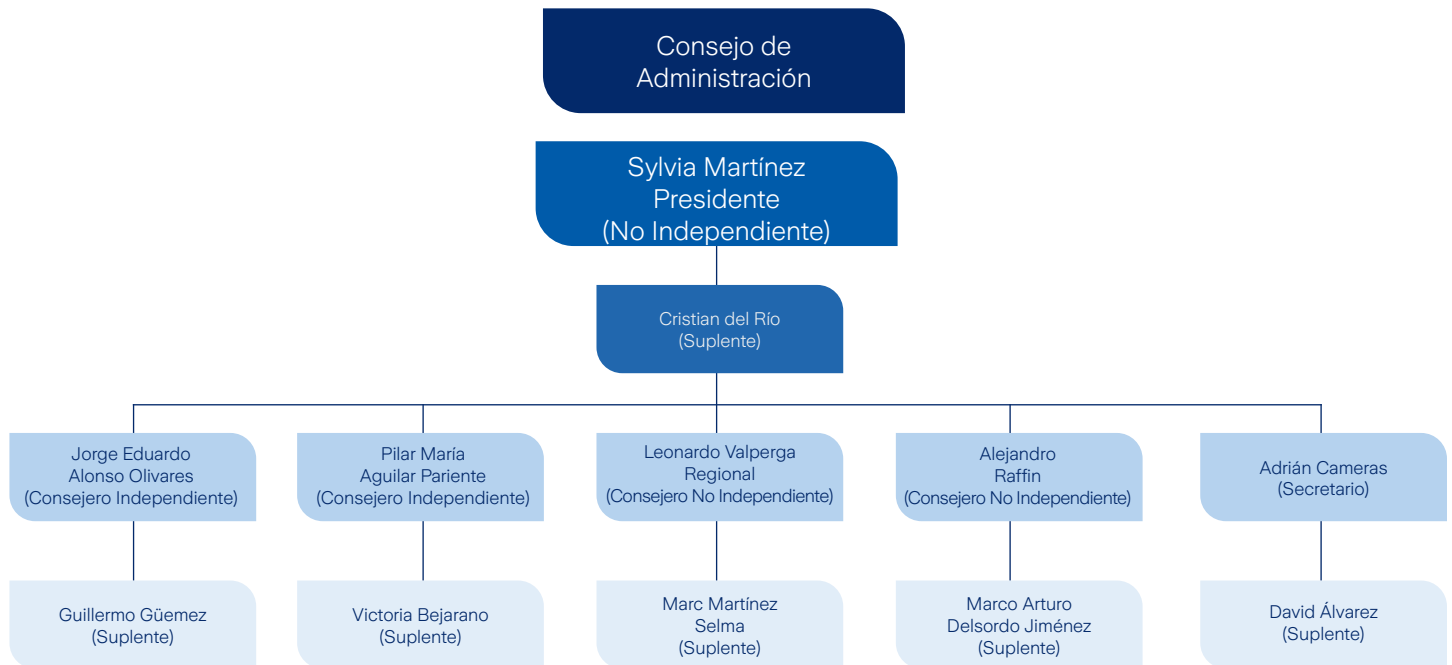 Consejo de
Administración
Sylvia Martínez
Presidente
(No Independiente)
Cristian del Río
(Suplente)
Jorge Eduardo
Alonso Olivares
(Consejero Independiente)
Pilar María
Aguilar Pariente
(Consejero Independiente)
Leonardo Valperga
Regional
(Consejero No Independiente)
Alejandro
Raffin
(Consejero No Independiente)
Adrián Cameras
(Secretario)
Guillermo Güemez
(Suplente)
Victoria Bejarano
(Suplente)
Marc Martínez
Selma
(Suplente)
Marco Arturo
Delsordo Jiménez
(Suplente)
David Álvarez
(Suplente)